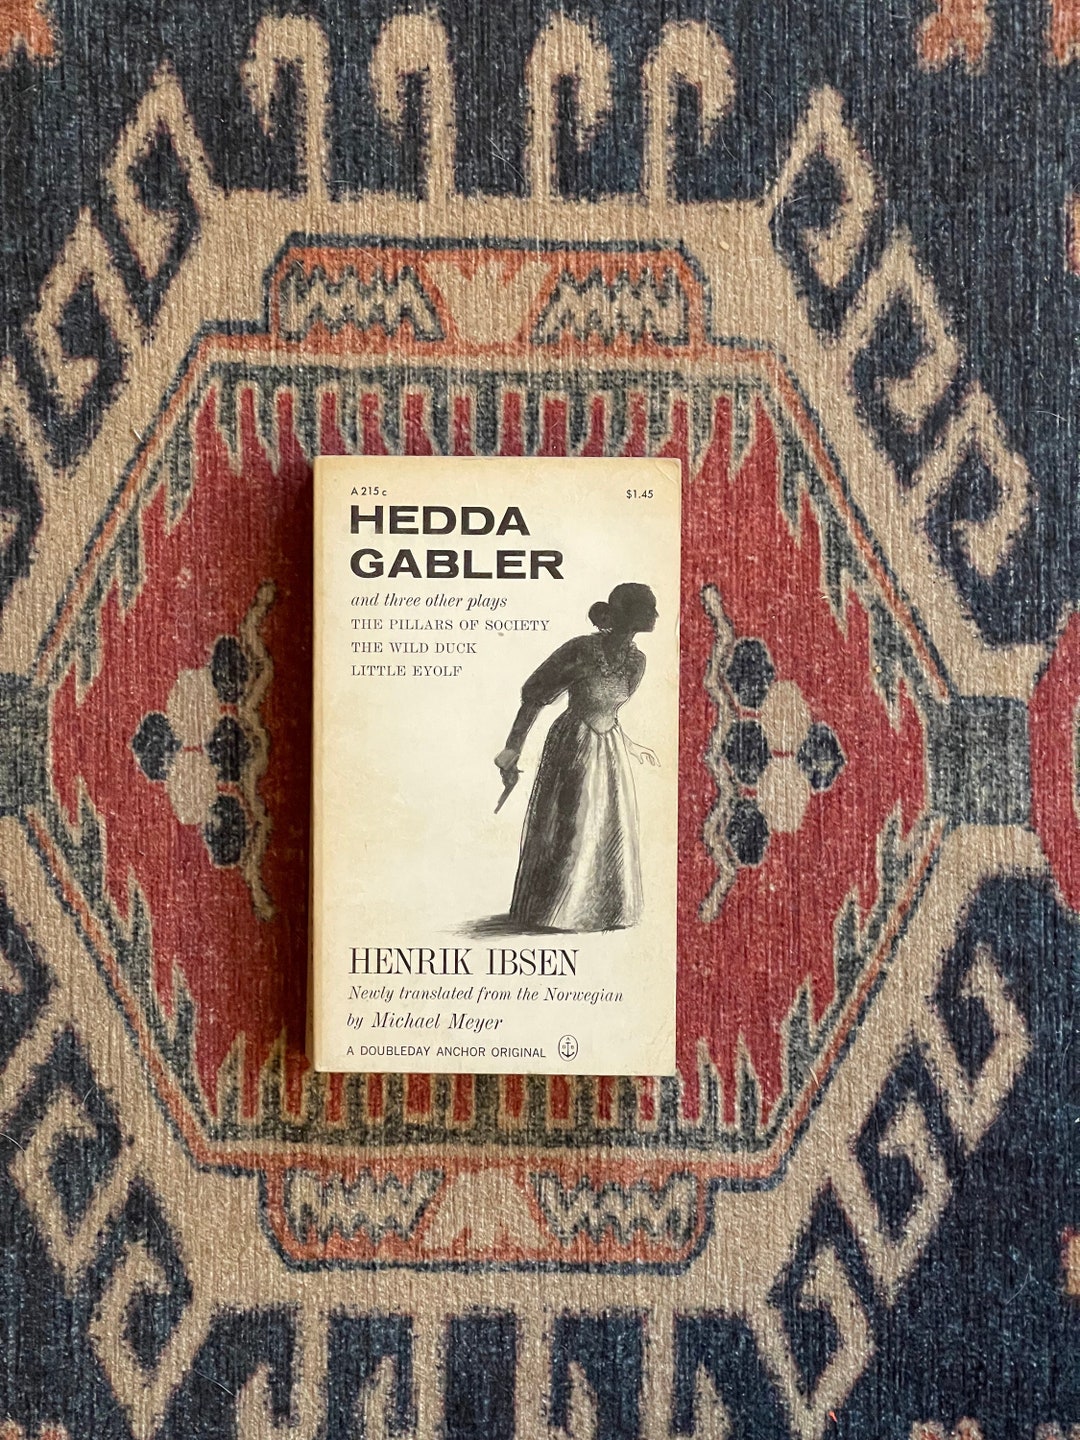 A 215 c
$1.45
HEDDA
GABLER
and three other plays
THE PILLARS OF SOCIETY
THE WILD DUCK
LITTLE EYOLF
HENRIK IBSEN
Newly translated from the Norwegian
by Michael Meyer
A DOUBLEDAY ANCHOR ORIGINAL